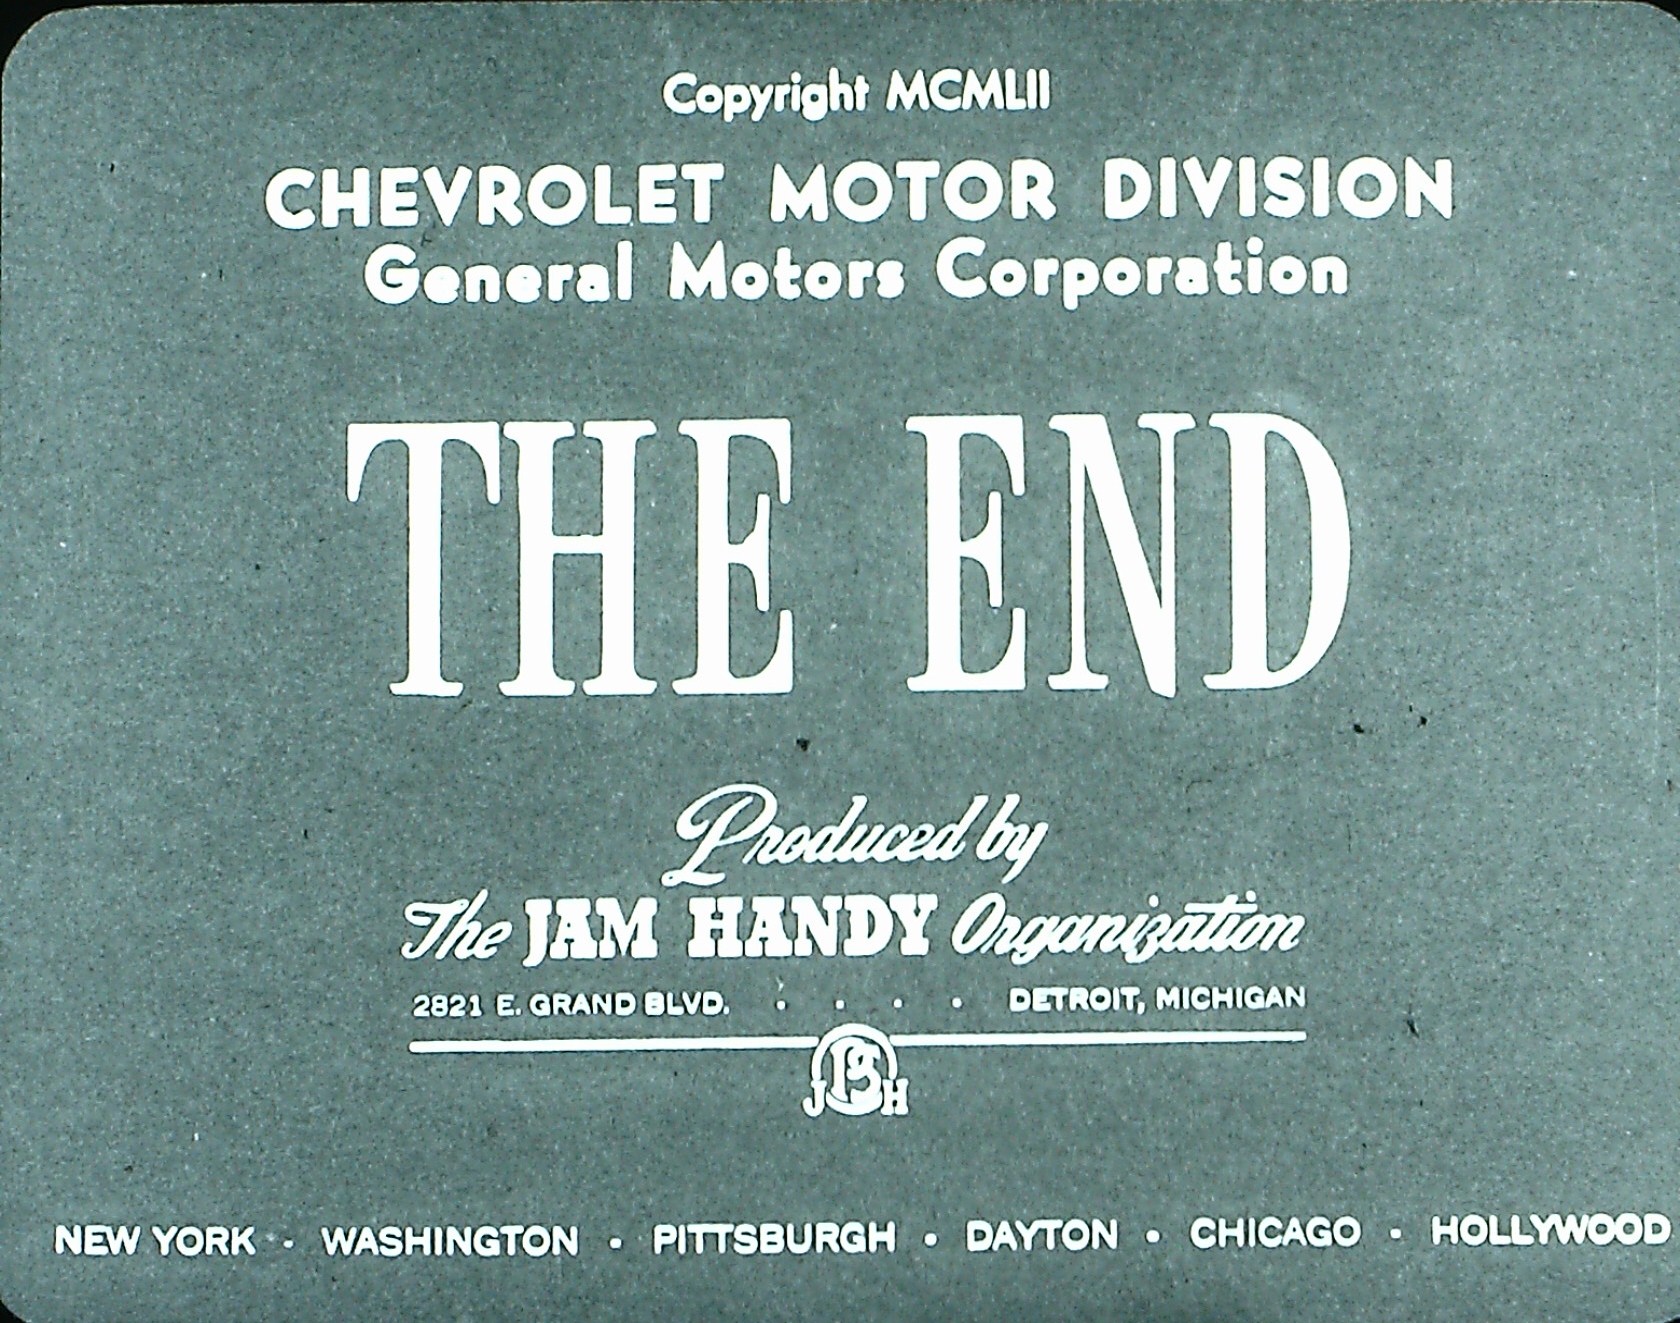 Copyright MCMLII
CHEVROLET MOTOR DIVISION
General Motors Corporation
THE END
Produced by
The JAM HANDY Organization
2821 E. GRAND BLVD. . . . . DETROIT, MICHIGAN
J H
NEW YORK · WASHINGTON · PITTSBURGH · DAYTON · CHICAGO · HOLLYWOOD